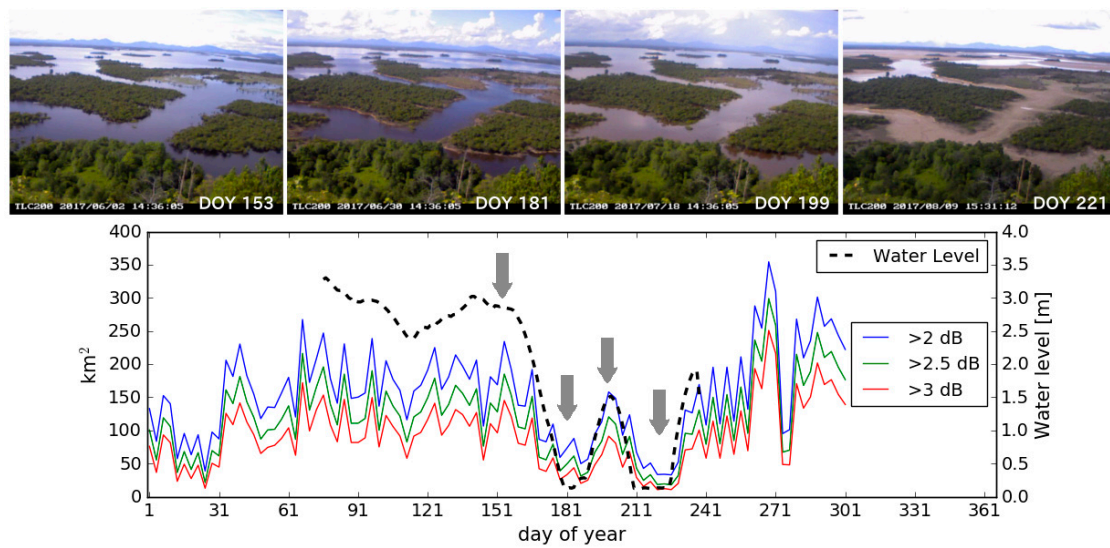 TLC200 2017/06/02 14:36:05 DOY 153
TLC200 2017/06/30 14:36:05 DOY 181
TLC200 2017/07/18 14:36:05 DOY 199
TLC200 2017/08/09 15:31:12 DOY 221
400
350
300
250
200
150
100
50
0
km²
4.0
3.5
3.0
2.5
2.0
1.5
1.0
0.5
0.0
Water level [m]
Water Level
>2 dB
>2.5 dB
>3 dB
1 31 61 91 121 151 181 211 241 271 301 331 361
day of year